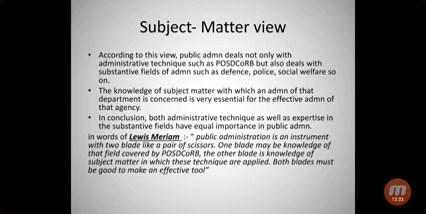 Subject- Matter view
• According to this view, public admn deals not only with
administrative technique such as POSDCoRB but also deals with
substantive fields of admn such as defence, police, social welfare so
on.
• The knowledge of subject matter with which an admn of that
department is concerned is very essential for the effective admn of
that agency.
• In conclusion, both administrative technique as well as expertise in
the substantive fields have equal importance in public admn.
in words of Lewis Meriam :- " public administration is an instrument
with two blade like a pair of scissors. One blade may be knowledge of
that field covered by POSDCoRB, the other blade is knowledge of
subject matter in which these technique are applied. Both blades must
be good to make an effective tool"
13:33